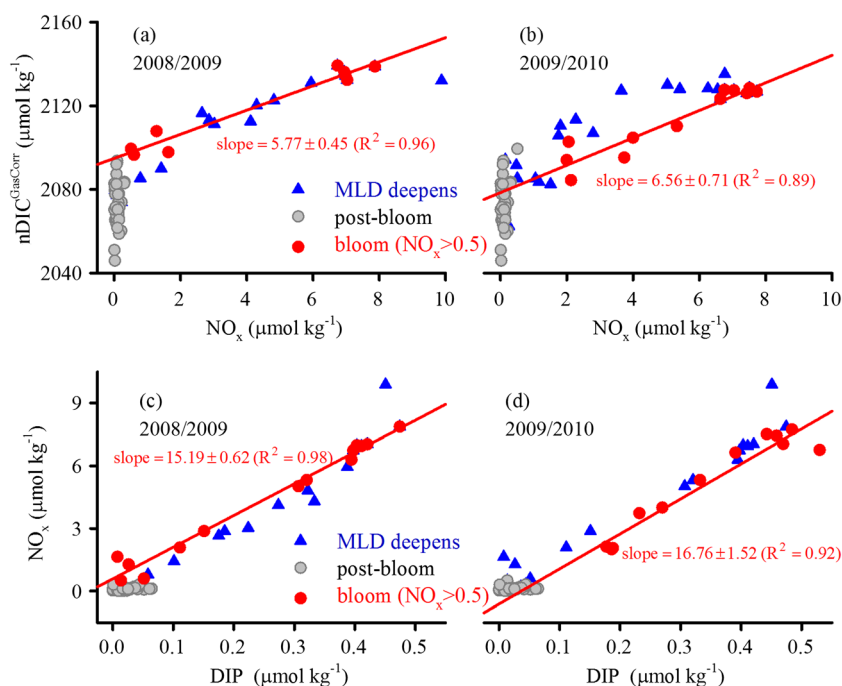 2160
2120
2080
2040
nDIC^GasCorr (μmol kg^-1)
(a)
2008/2009
slope = 5.77 ± 0.45 (R^2 = 0.96)
MLD deepens
post-bloom
bloom (NO_x>0.5)
0 2 4 6 8 10
NO_x (μmol kg^-1)
(b)
2009/2010
slope = 6.56 ± 0.71 (R^2 = 0.89)
0 2 4 6 8 10
NO_x (μmol kg^-1)
9
6
3
0
NO_x (μmol kg^-1)
(c)
2008/2009
slope = 15.19 ± 0.62 (R^2 = 0.98)
MLD deepens
post-bloom
bloom (NO_x>0.5)
0.0 0.1 0.2 0.3 0.4 0.5
DIP (μmol kg^-1)
(d)
2009/2010
slope = 16.76 ± 1.52 (R^2 = 0.92)
0.0 0.1 0.2 0.3 0.4 0.5
DIP (μmol kg^-1)